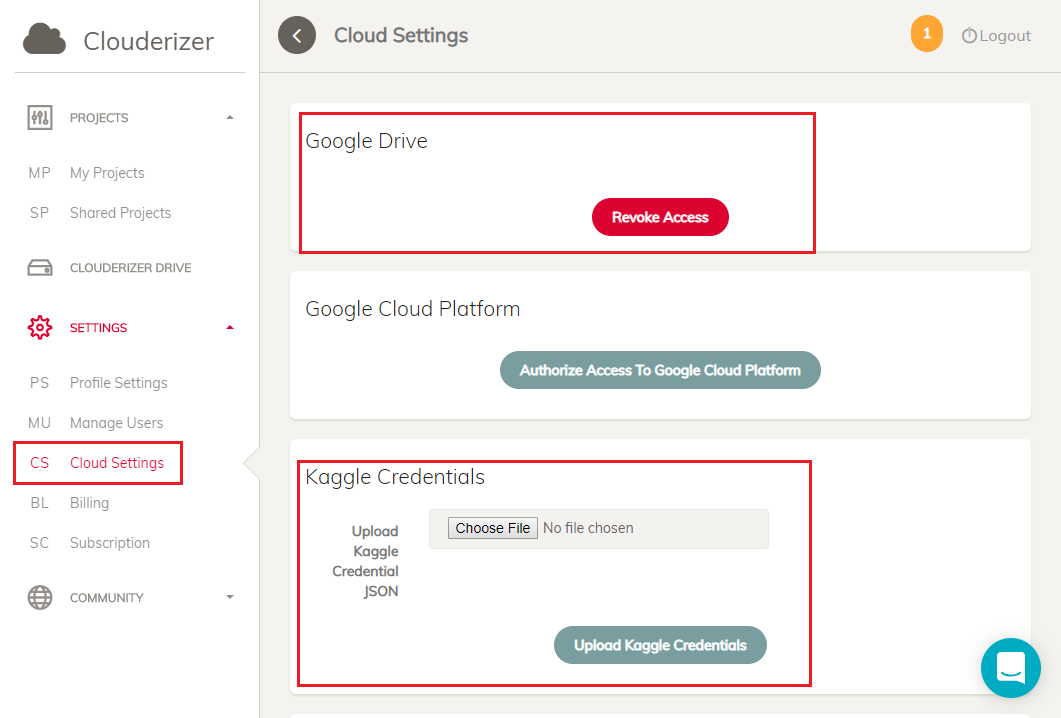 Clouderizer
PROJECTS
MP My Projects
SP Shared Projects
CLOUDERIZER DRIVE
SETTINGS
PS Profile Settings
MU Manage Users
CS Cloud Settings
BL Billing
SC Subscription
COMMUNITY
Cloud Settings
1
Logout
Google Drive
Revoke Access
Google Cloud Platform
Authorize Access To Google Cloud Platform
Kaggle Credentials
Upload
Kaggle
Credential
JSON
Choose File No file chosen
Upload Kaggle Credentials